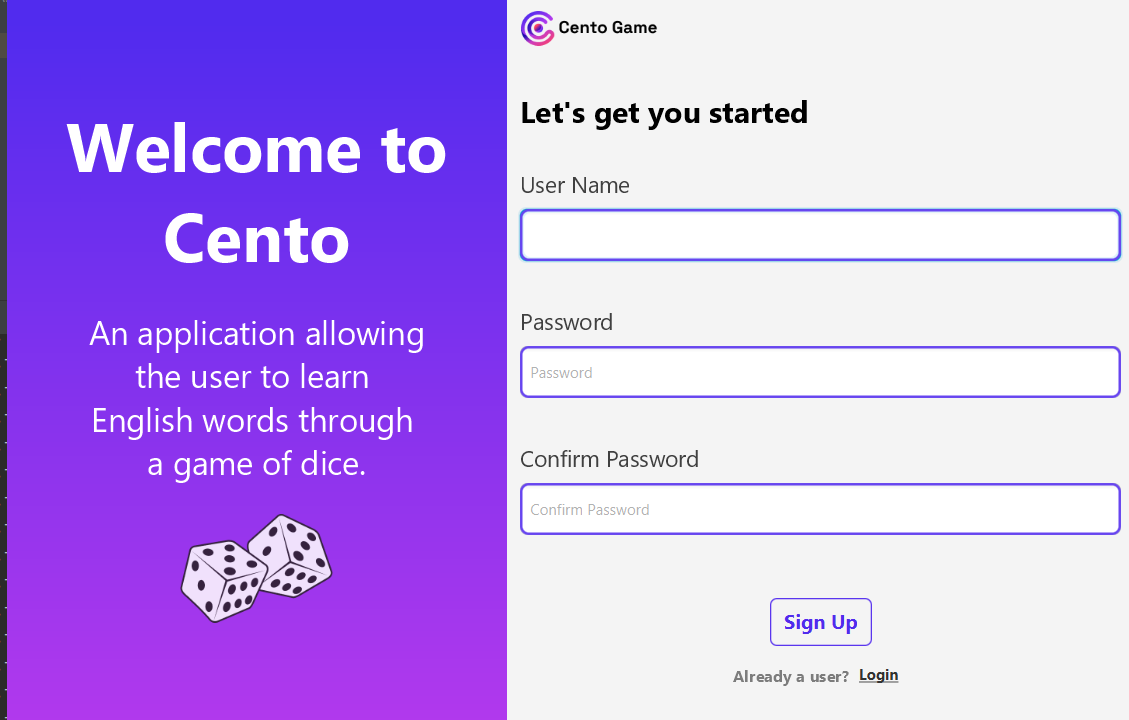 Welcome to
Cento
An application allowing
the user to learn
English words through
a game of dice.
Cento Game
Let's get you started
User Name
Password
Password
Confirm Password
Confirm Password
Sign Up
Already a user? Login